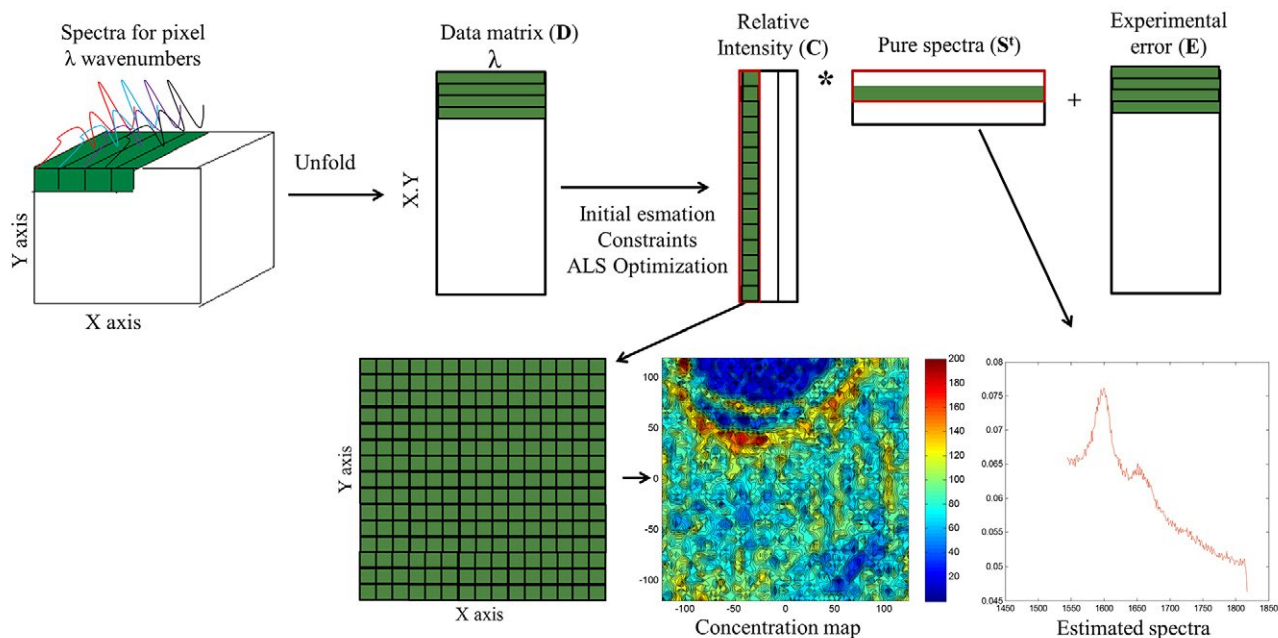 Spectra for pixel
λ wavenumbers
Y axis
X axis
Unfold
Data matrix (D)
λ
X.Y
Initial esmation
Constraints
ALS Optimization
Relative
Intensity (C)
*
Pure spectra (Sᵗ)
+
Experimental
error (E)
Y axis
X axis
100
50
0
-50
-100
-100
-50
0
50
100
Concentration map
200
180
160
140
120
100
80
60
40
20
0.08
0.075
0.07
0.065
0.06
0.055
0.05
0.045
1450
1550
1600
1650
1700
1750
1800
1850
Estimated spectra